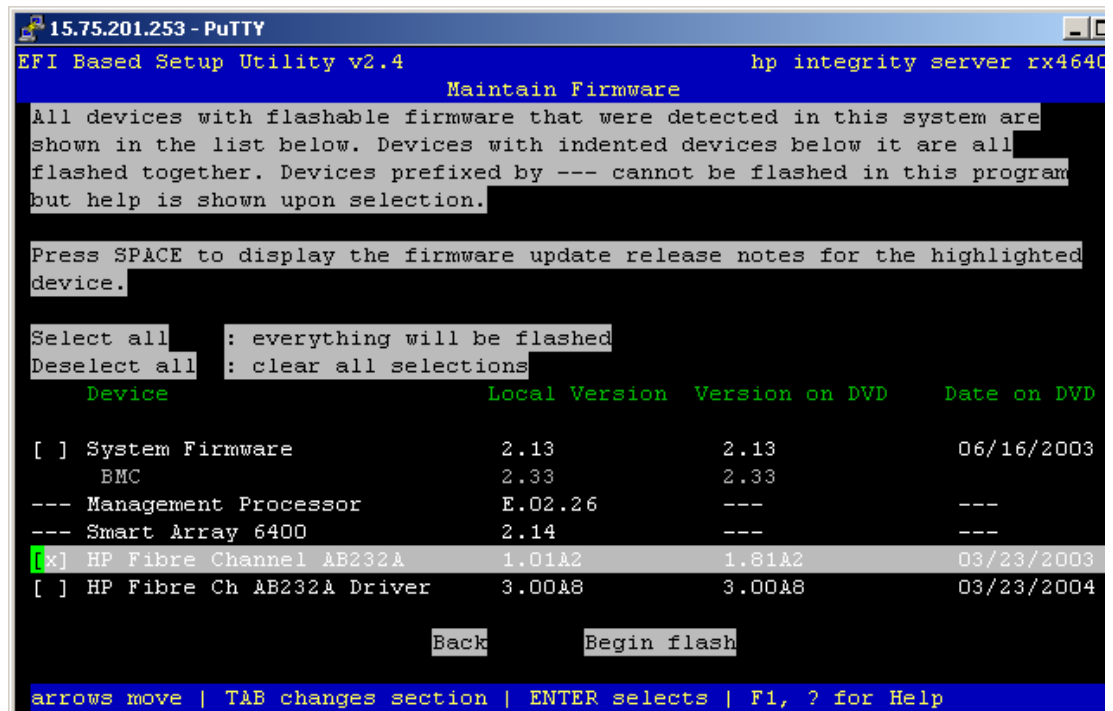 15.75.201.253 - PuTTY
EFI Based Setup Utility v2.4 hp integrity server rx4640
Maintain Firmware
All devices with flashable firmware that were detected in this system are
shown in the list below. Devices with indented devices below it are all
flashed together. Devices prefixed by --- cannot be flashed in this program
but help is shown upon selection.
Press SPACE to display the firmware update release notes for the highlighted
device.
Select all : everything will be flashed
Deselect all : clear all selections
Device Local Version Version on DVD Date on DVD
[ ] System Firmware 2.13 2.13 06/16/2003
BMC 2.33 2.33
--- Management Processor E.02.26 --- ---
--- Smart Array 6400 2.14 --- ---
[x] HP Fibre Channel AB232A 1.01A2 1.81A2 03/23/2003
[ ] HP Fibre Ch AB232A Driver 3.00A8 3.00A8 03/23/2004
Back Begin flash
arrows move | TAB changes section | ENTER selects | F1, ? for Help